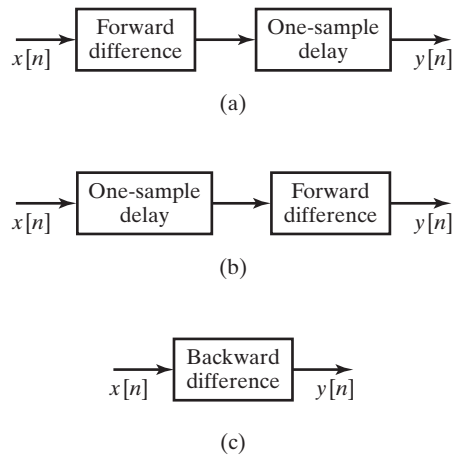 Forward
difference
One-sample
delay
x[n]
y[n]
(a)
One-sample
delay
Forward
difference
x[n]
y[n]
(b)
Backward
difference
x[n]
y[n]
(c)